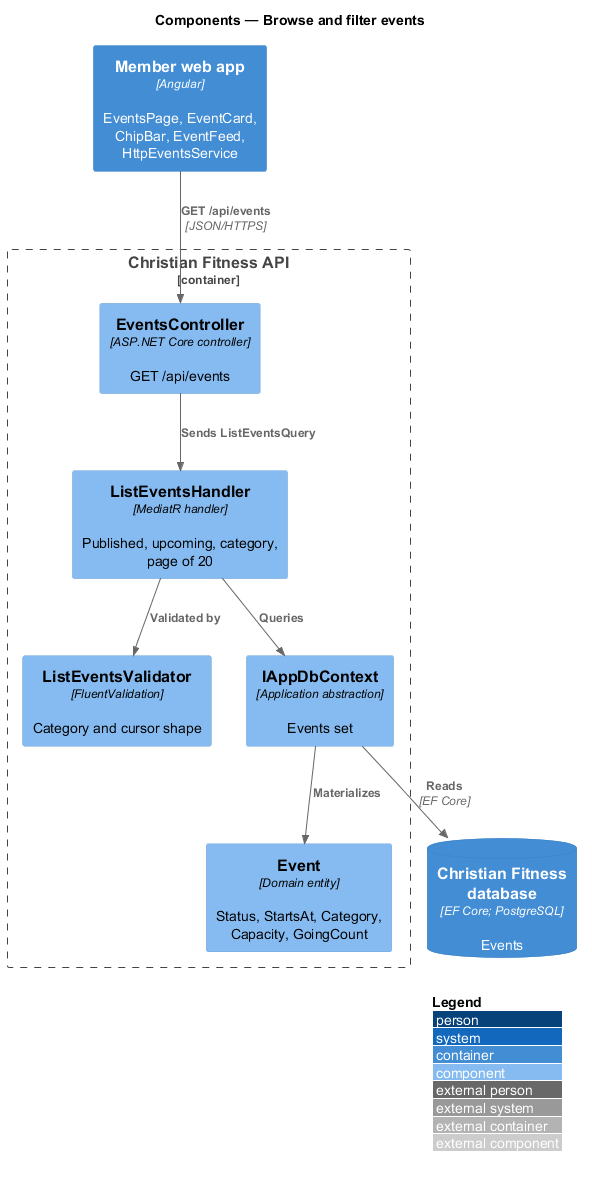 Components — Browse and filter events
Member web app
[Angular]
EventsPage, EventCard,
ChipBar, EventFeed,
HttpEventsService
GET /api/events
[JSON/HTTPS]
Christian Fitness API
[container]
EventsController
[ASP.NET Core controller]
GET /api/events
Sends ListEventsQuery
ListEventsHandler
[MediatR handler]
Published, upcoming, category,
page of 20
Validated by
Queries
ListEventsValidator
[FluentValidation]
Category and cursor shape
IAppDbContext
[Application abstraction]
Events set
Materializes
Reads
[EF Core]
Event
[Domain entity]
Status, StartsAt, Category,
Capacity, GoingCount
Christian Fitness
database
[EF Core; PostgreSQL]
Events
Legend
person
system
container
component
external person
external system
external container
external component